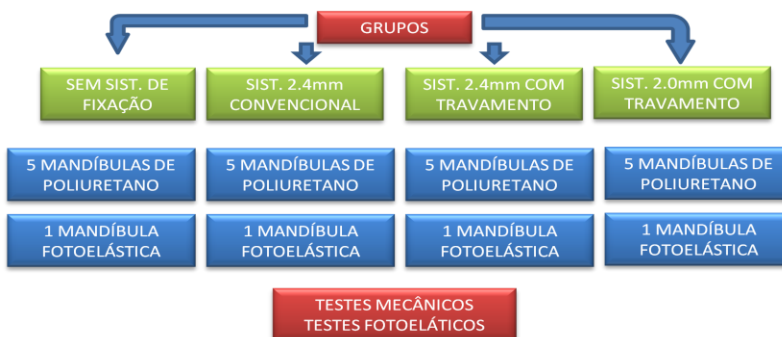 GRUPOS
SEM SIST. DE
FIXAÇÃO
SIST. 2.4mm
CONVENCIONAL
SIST. 2.4mm COM
TRAVAMENTO
SIST. 2.0mm COM
TRAVAMENTO
5 MANDÍBULAS DE
POLIURETANO
5 MANDÍBULAS DE
POLIURETANO
5 MANDÍBULAS DE
POLIURETANO
5 MANDÍBULAS DE
POLIURETANO
1 MANDÍBULA
FOTOELÁSTICA
1 MANDÍBULA
FOTOELÁSTICA
1 MANDÍBULA
FOTOELÁSTICA
1 MANDÍBULA
FOTOELÁSTICA
TESTES MECÂNICOS
TESTES FOTOELÁTICOS